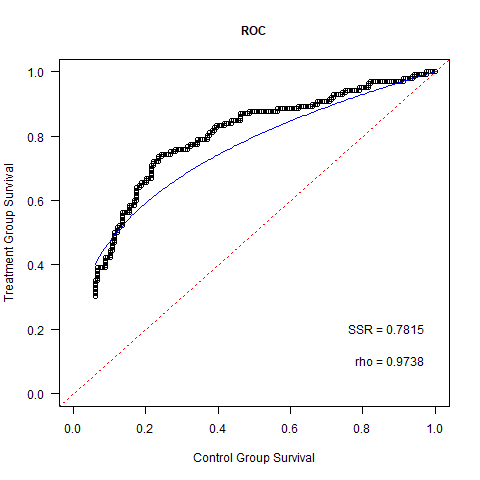 ROC
1.0
0.8
0.6
0.4
0.2
0.0
Treatment Group Survival
SSR = 0.7815
rho = 0.9738
0.0 0.2 0.4 0.6 0.8 1.0
Control Group Survival